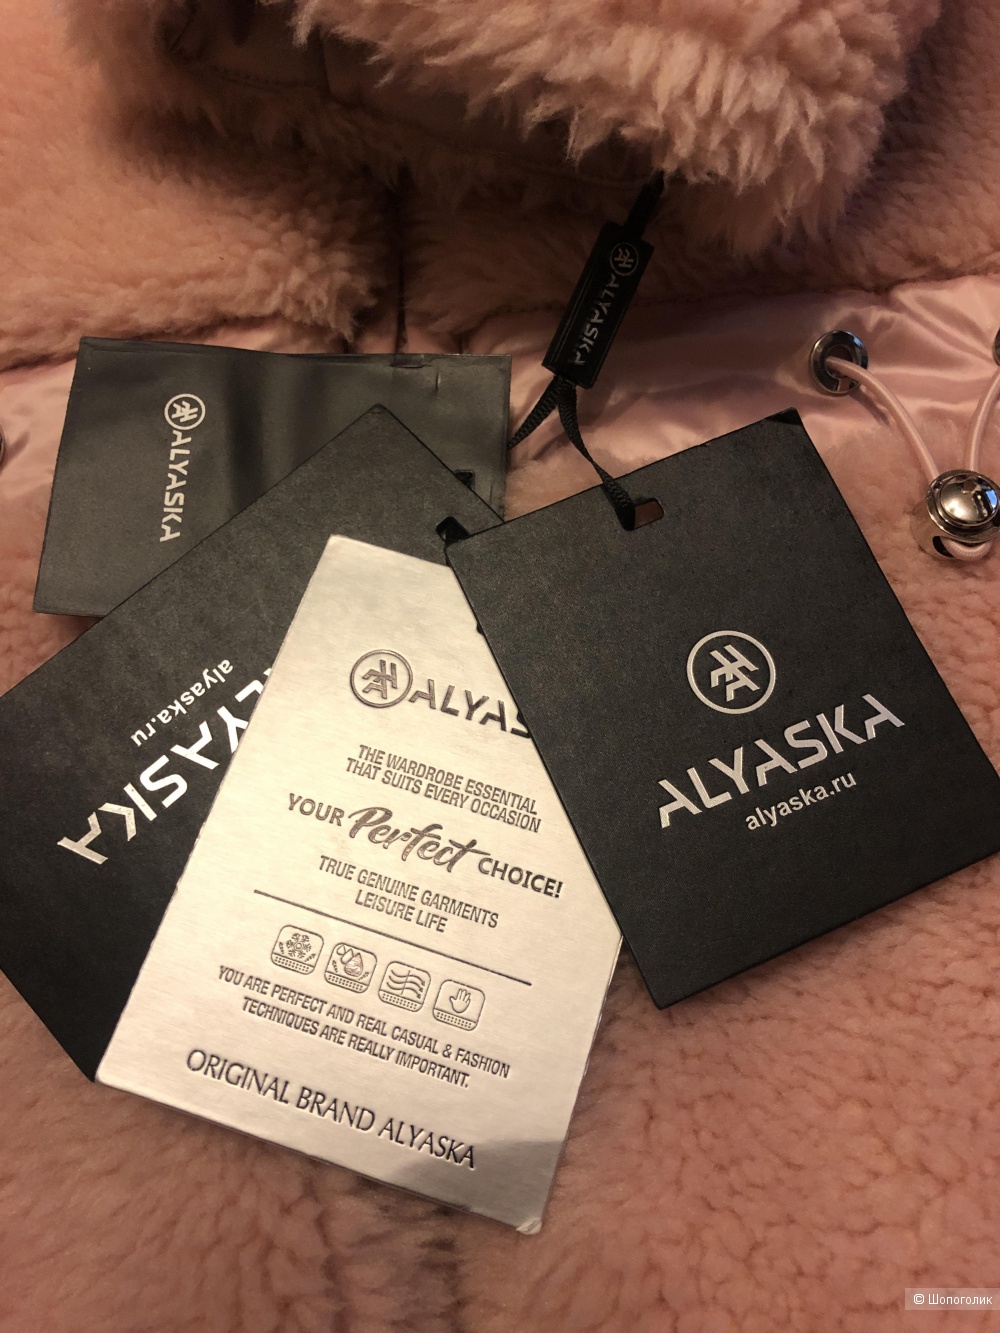 ALYASKA
ALYASKA
ALYASKA
alyaska.ru
ALYAS
THE WARDROBE ESSENTIAL
THAT SUITS EVERY OCCASION
YOUR Perfect CHOICE!
TRUE GENUINE GARMENTS
LEISURE LIFE
YOU ARE PERFECT AND REAL CASUAL & FASHION
TECHNIQUES ARE REALLY IMPORTANT.
ORIGINAL BRAND ALYASKA
ALYASKA
alyaska.ru
© Шопоголик